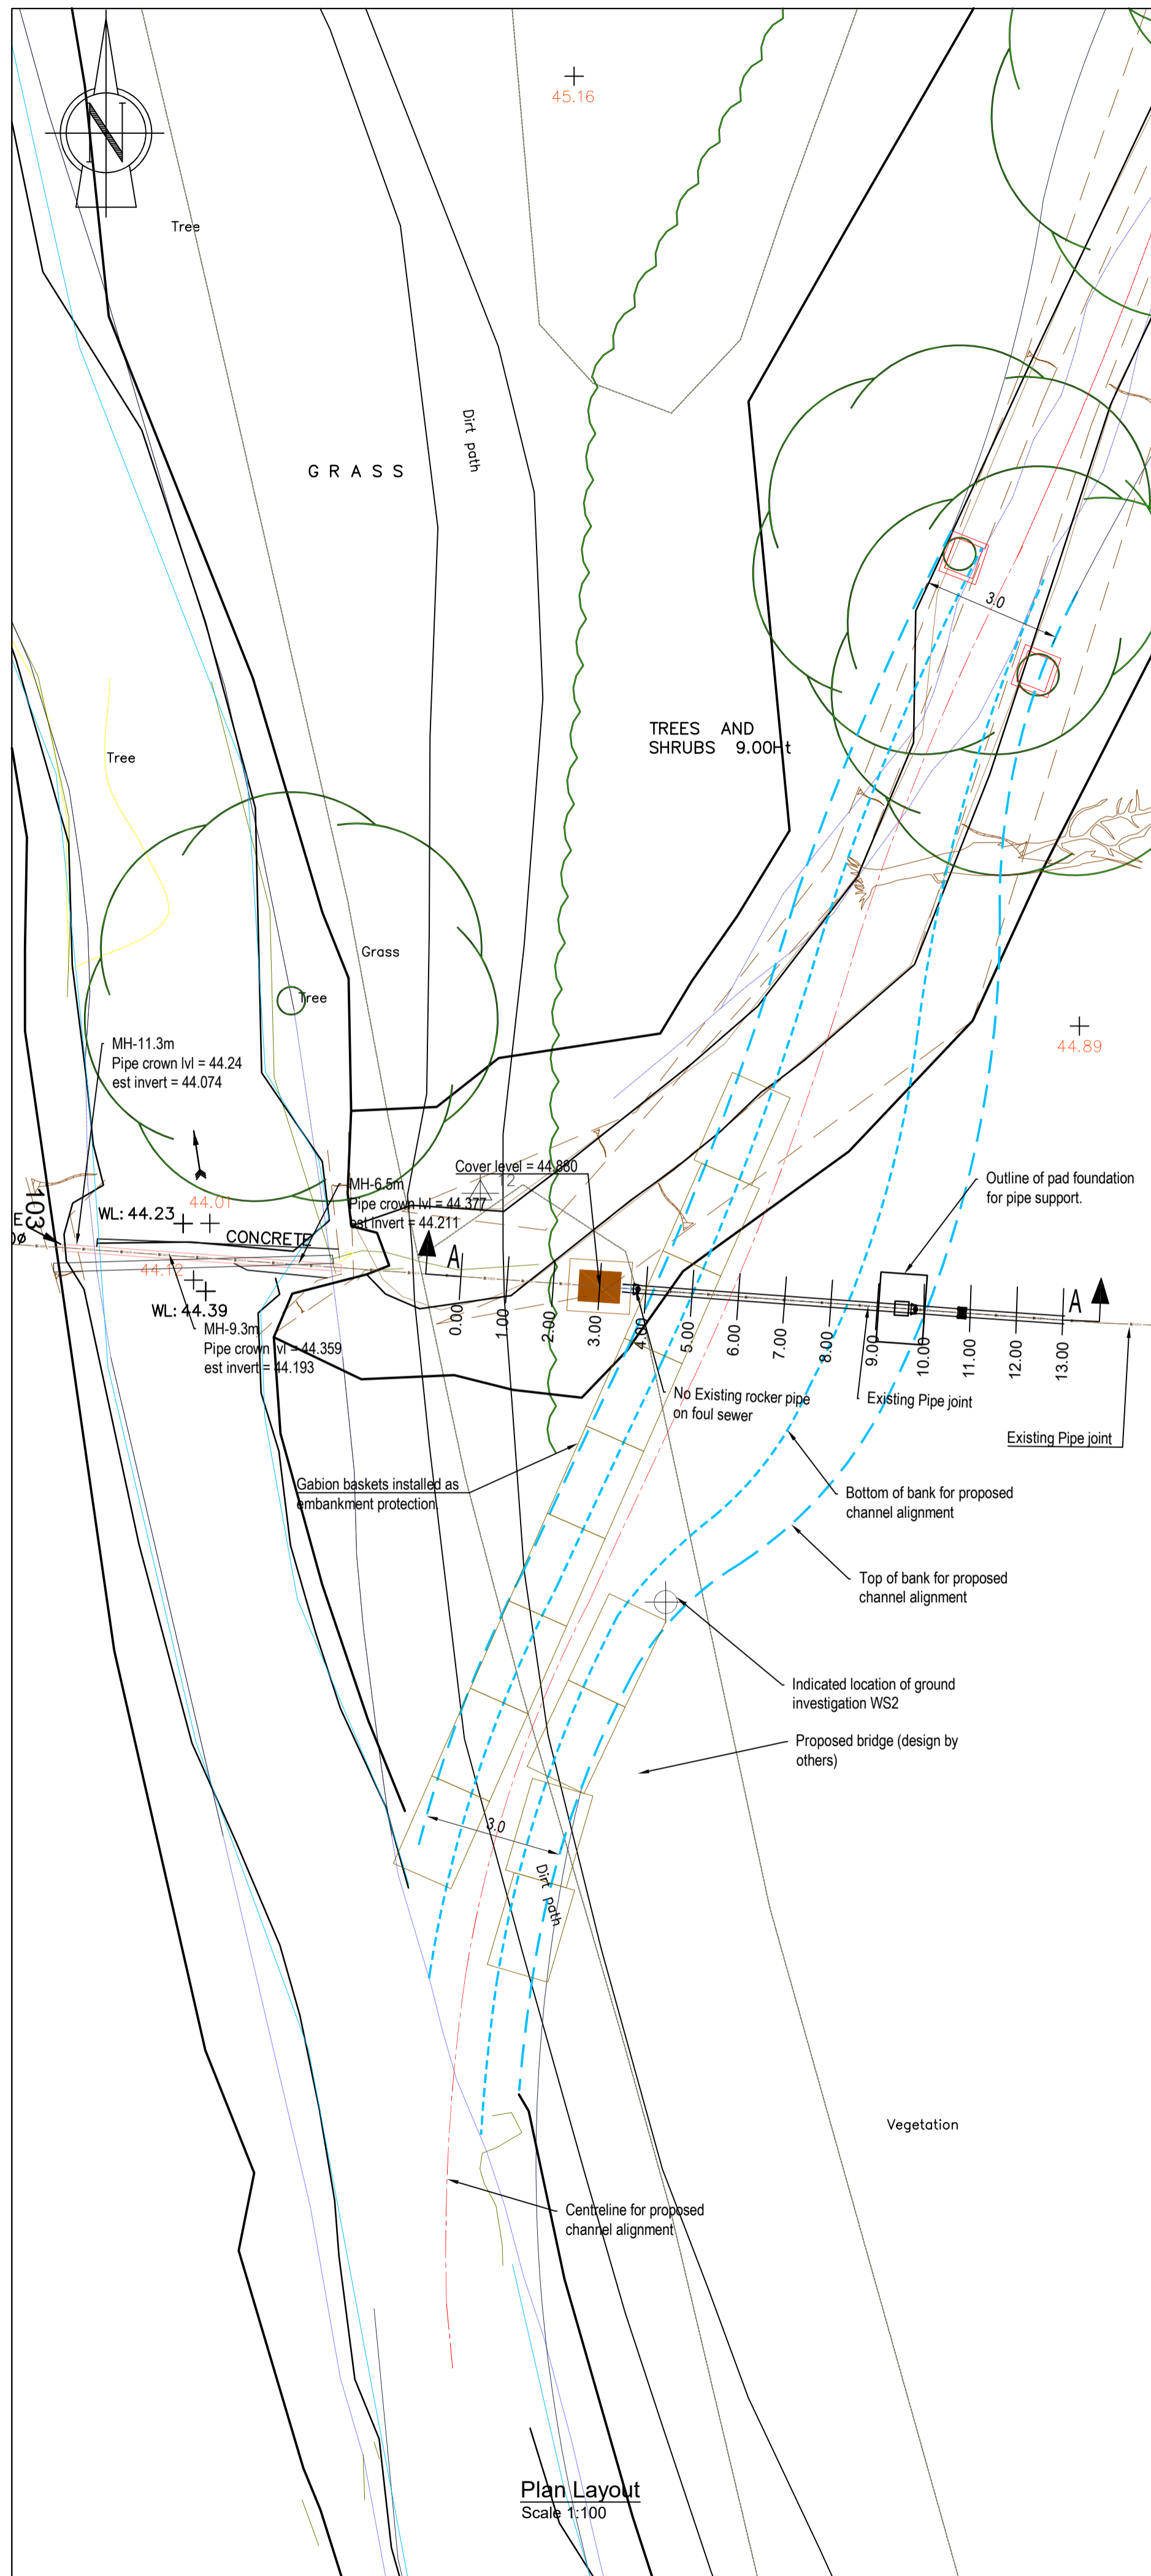 N
45.16
Tree
Dirt path
GRASS
3.0
TREES AND
SHRUBS 9.00Ht
Tree
Grass
Tree
MH-11.3m
Pipe crown lvl = 44.24
est invert = 44.074
44.89
Cover level = 44.880
12
Outline of pad foundation
for pipe support.
MH-6.5m
Pipe crown lvl = 44.377
est invert = 44.211
44.01
103
WL: 44.23
CONCRETE
E
0ø
A
A
44.12
WL: 44.39
0.00
1.00
2.00
3.00
4.00
5.00
6.00
7.00
8.00
9.00
10.00
11.00
12.00
13.00
MH-9.3m
Pipe crown lvl = 44.359
est invert = 44.193
No Existing rocker pipe
on foul sewer
Existing Pipe joint
Existing Pipe joint
Gabion baskets installed as
embankment protection
Bottom of bank for proposed
channel alignment
Top of bank for proposed
channel alignment
Indicated location of ground
investigation WS2
Proposed bridge (design by
others)
3.0
Dirt path
Vegetation
Centreline for proposed
channel alignment
Plan Layout
Scale 1:100